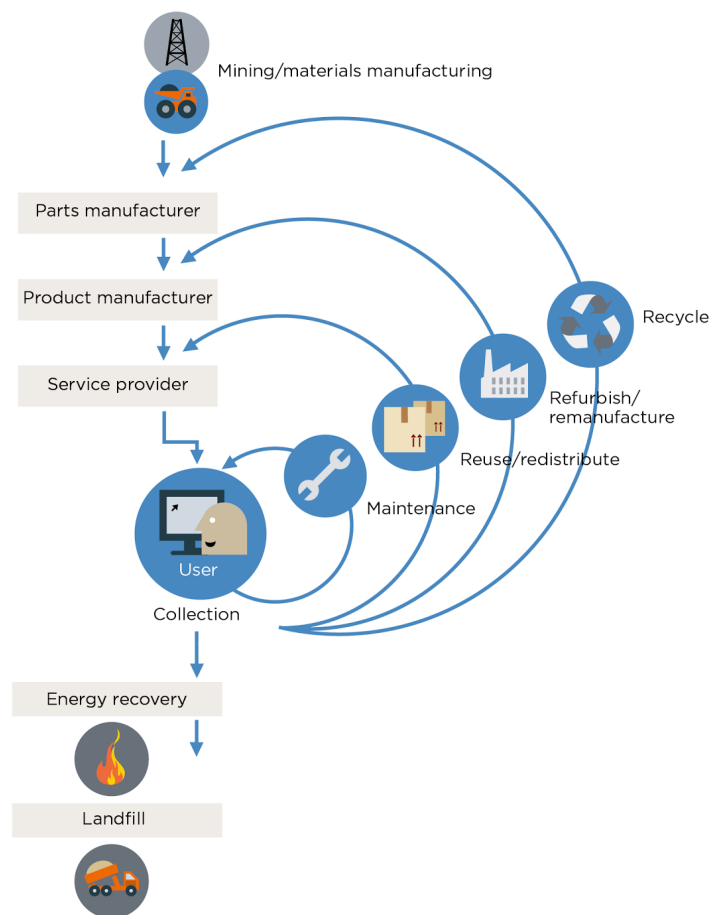 Mining/materials manufacturing
Parts manufacturer
Product manufacturer
Recycle
Service provider
Refurbish/
remanufacture
Reuse/redistribute
Maintenance
User
Collection
Energy recovery
Landfill